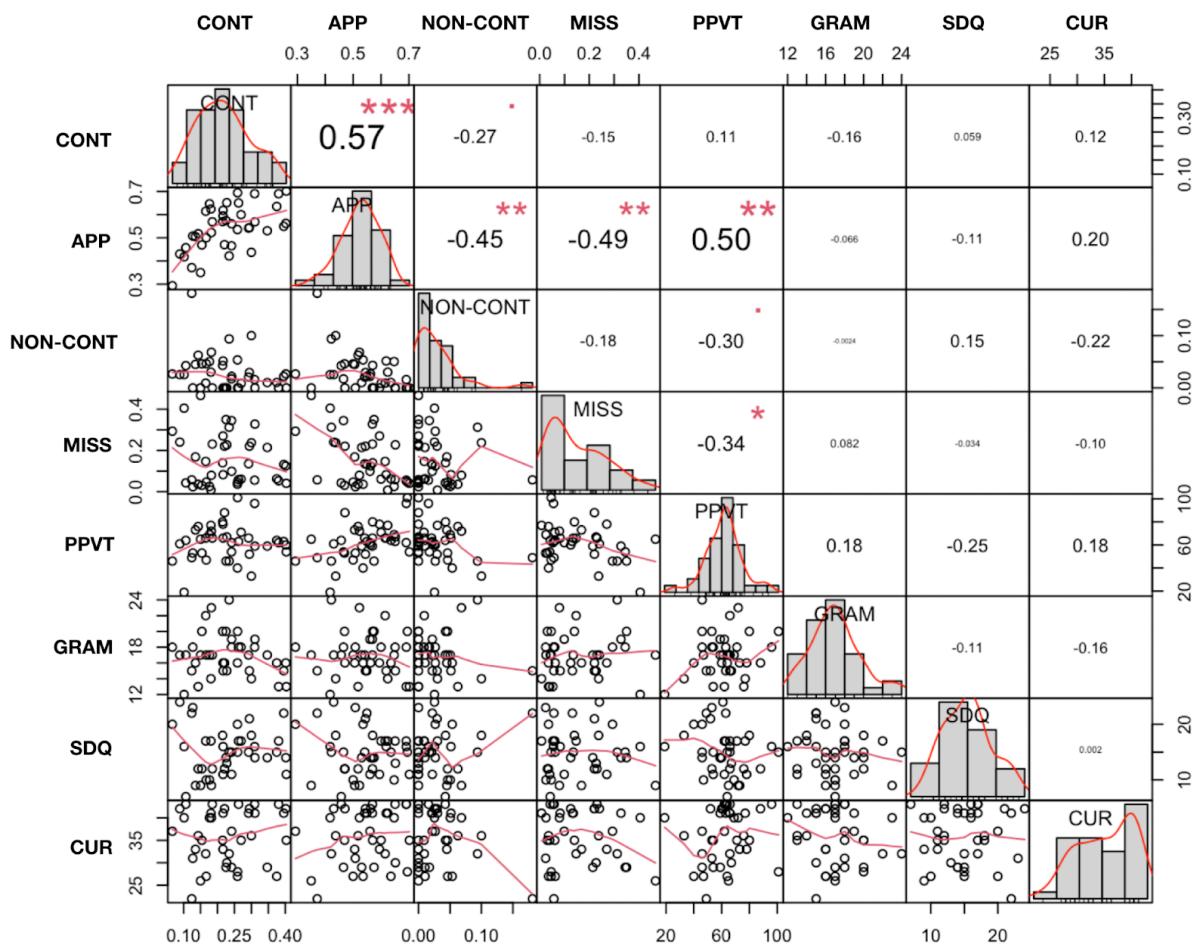 CONT APP NON-CONT MISS PPVT GRAM SDQ CUR
0.3 0.5 0.7 0.0 0.2 0.4 12 16 20 24 25 35
CONT CONT *** 0.57 . -0.27 -0.15 0.11 -0.16 0.059 0.12 0.10 0.30
APP 0.3 0.5 0.7 APP ** -0.45 ** -0.49 ** 0.50 -0.066 -0.11 0.20
NON-CONT NON-CONT -0.18 . -0.30 -0.0024 0.15 -0.22 0.00 0.10
MISS 0.0 0.2 0.4 MISS * -0.34 0.082 -0.034 -0.10
PPVT PPVT 0.18 -0.25 0.18 20 60 100
GRAM 12 18 24 GRAM -0.11 -0.16
SDQ SDQ 0.002 10 20
CUR 25 35 CUR
0.10 0.25 0.40 0.00 0.10 20 60 100 10 20